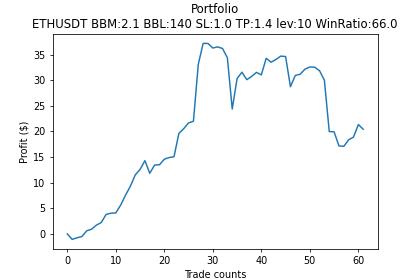 Portfolio
ETHUSDT BBM:2.1 BBL:140 SL:1.0 TP:1.4 lev:10 WinRatio:66.0
35
30
25
20
15
10
5
0
Profit ($)
0 10 20 30 40 50 60
Trade counts